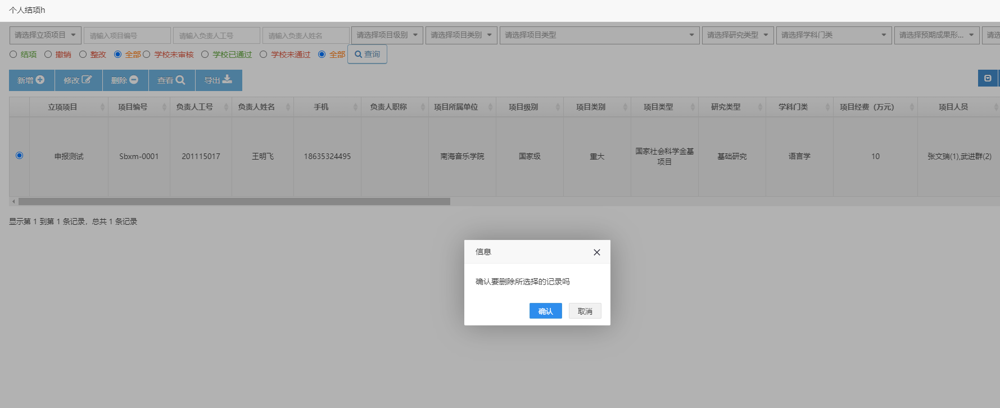 个人结项h
请选择立项项目 请输入项目编号 请输入负责人工号 请输入负责人姓名 请选择项目级别 请选择项目类别 请选择项目类型 请选择研究类型 请选择学科门类 请选择预期成果形... 请选
结项 撤销 整改 全部 学校未审核 学校已通过 学校未通过 全部 查询
新增 修改 删除 查看 导出
立项项目 项目编号 负责人工号 负责人姓名 手机 负责人职称 项目所属单位 项目级别 项目类别 项目类型 研究类型 学科门类 项目经费（万元） 项目人员
申报测试 Sbxm-0001 201115017 王明飞 18635324495 南海音乐学院 国家级 重大 国家社会科学金基 基础研究 语言学 10 张文瑞(1),武进群(2)
项目
显示第 1 到第 1 条记录，总共 1 条记录
信息
确认要删除所选择的记录吗
确认 取消